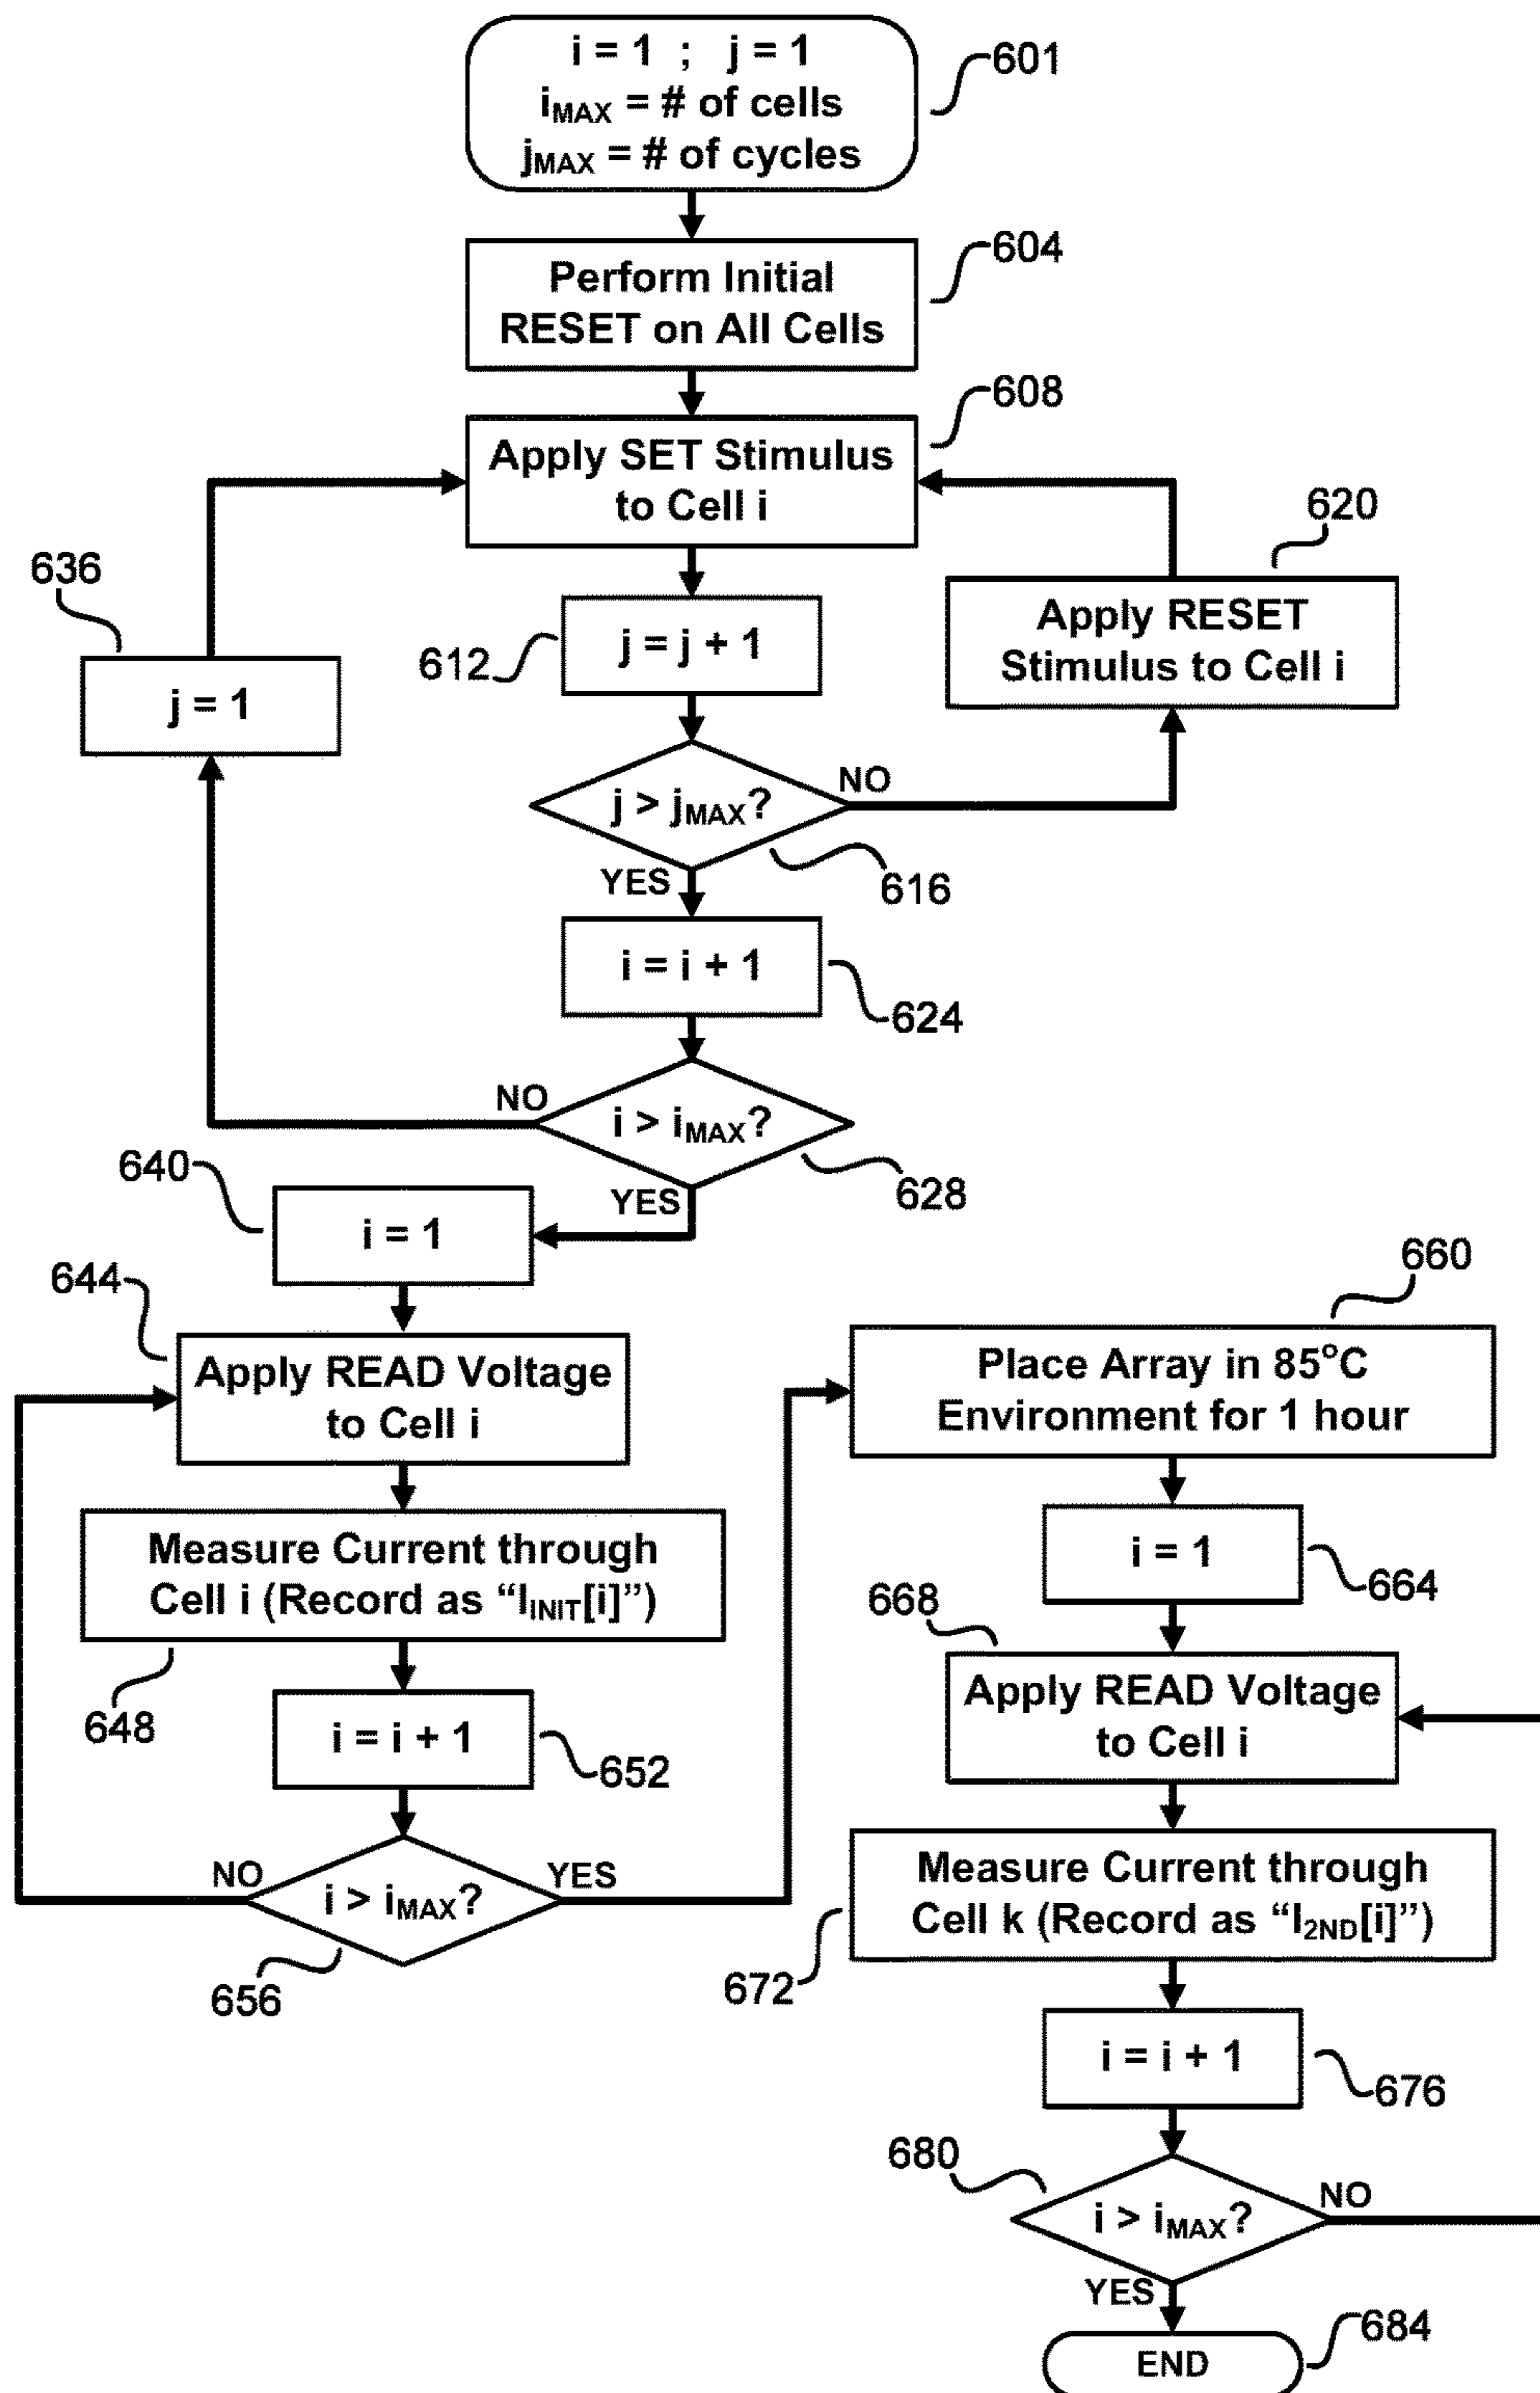 i = 1 ; j = 1
iMAX = # of cells
jMAX = # of cycles
601
Perform Initial
RESET on All Cells
604
Apply SET Stimulus
to Cell i
608
620
Apply RESET
Stimulus to Cell i
636
j = 1
612
j = j + 1
j > jMAX?
NO
YES
616
i = i + 1
624
NO
i > iMAX?
628
YES
640
i = 1
644
Apply READ Voltage
to Cell i
Measure Current through
Cell i (Record as “IINIT[i]”)
648
i = i + 1
652
NO
i > iMAX?
YES
656
660
Place Array in 85°C
Environment for 1 hour
i = 1
664
668
Apply READ Voltage
to Cell i
Measure Current through
Cell k (Record as “I2ND[i]”)
672
i = i + 1
676
680
i > iMAX?
NO
YES
END
684